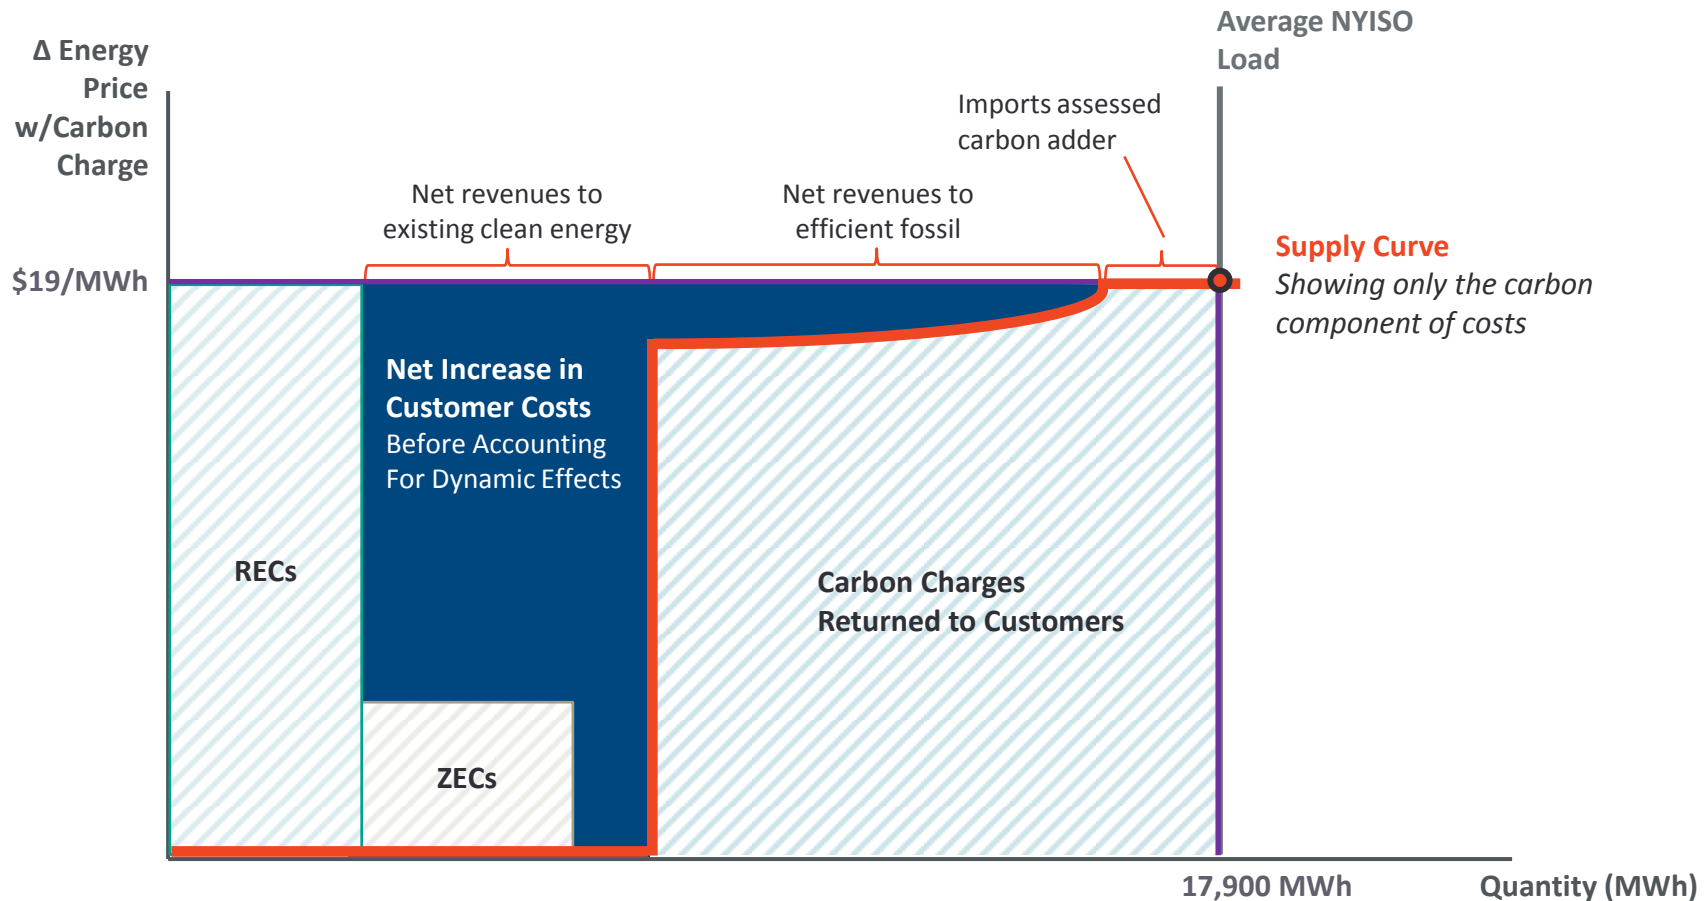 Average NYISO
Load
Δ Energy
Price
w/Carbon
Charge
Imports assessed
carbon adder
Net revenues to
existing clean energy
Net revenues to
efficient fossil
$19/MWh
Supply Curve
Showing only the carbon
component of costs
Net Increase in
Customer Costs
Before Accounting
For Dynamic Effects
RECs
Carbon Charges
Returned to Customers
ZECs
17,900 MWh
Quantity (MWh)